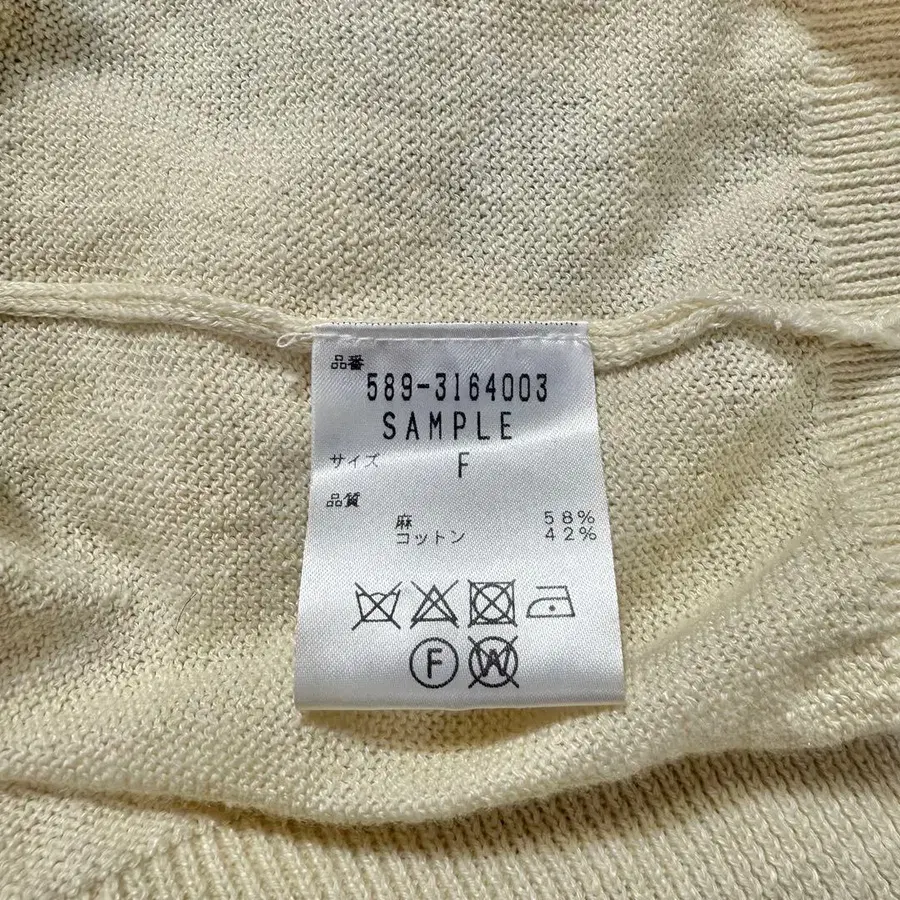 品番
589-3164003
SAMPLE
サイズ F
品質
麻 58%
コットン 42%
F W